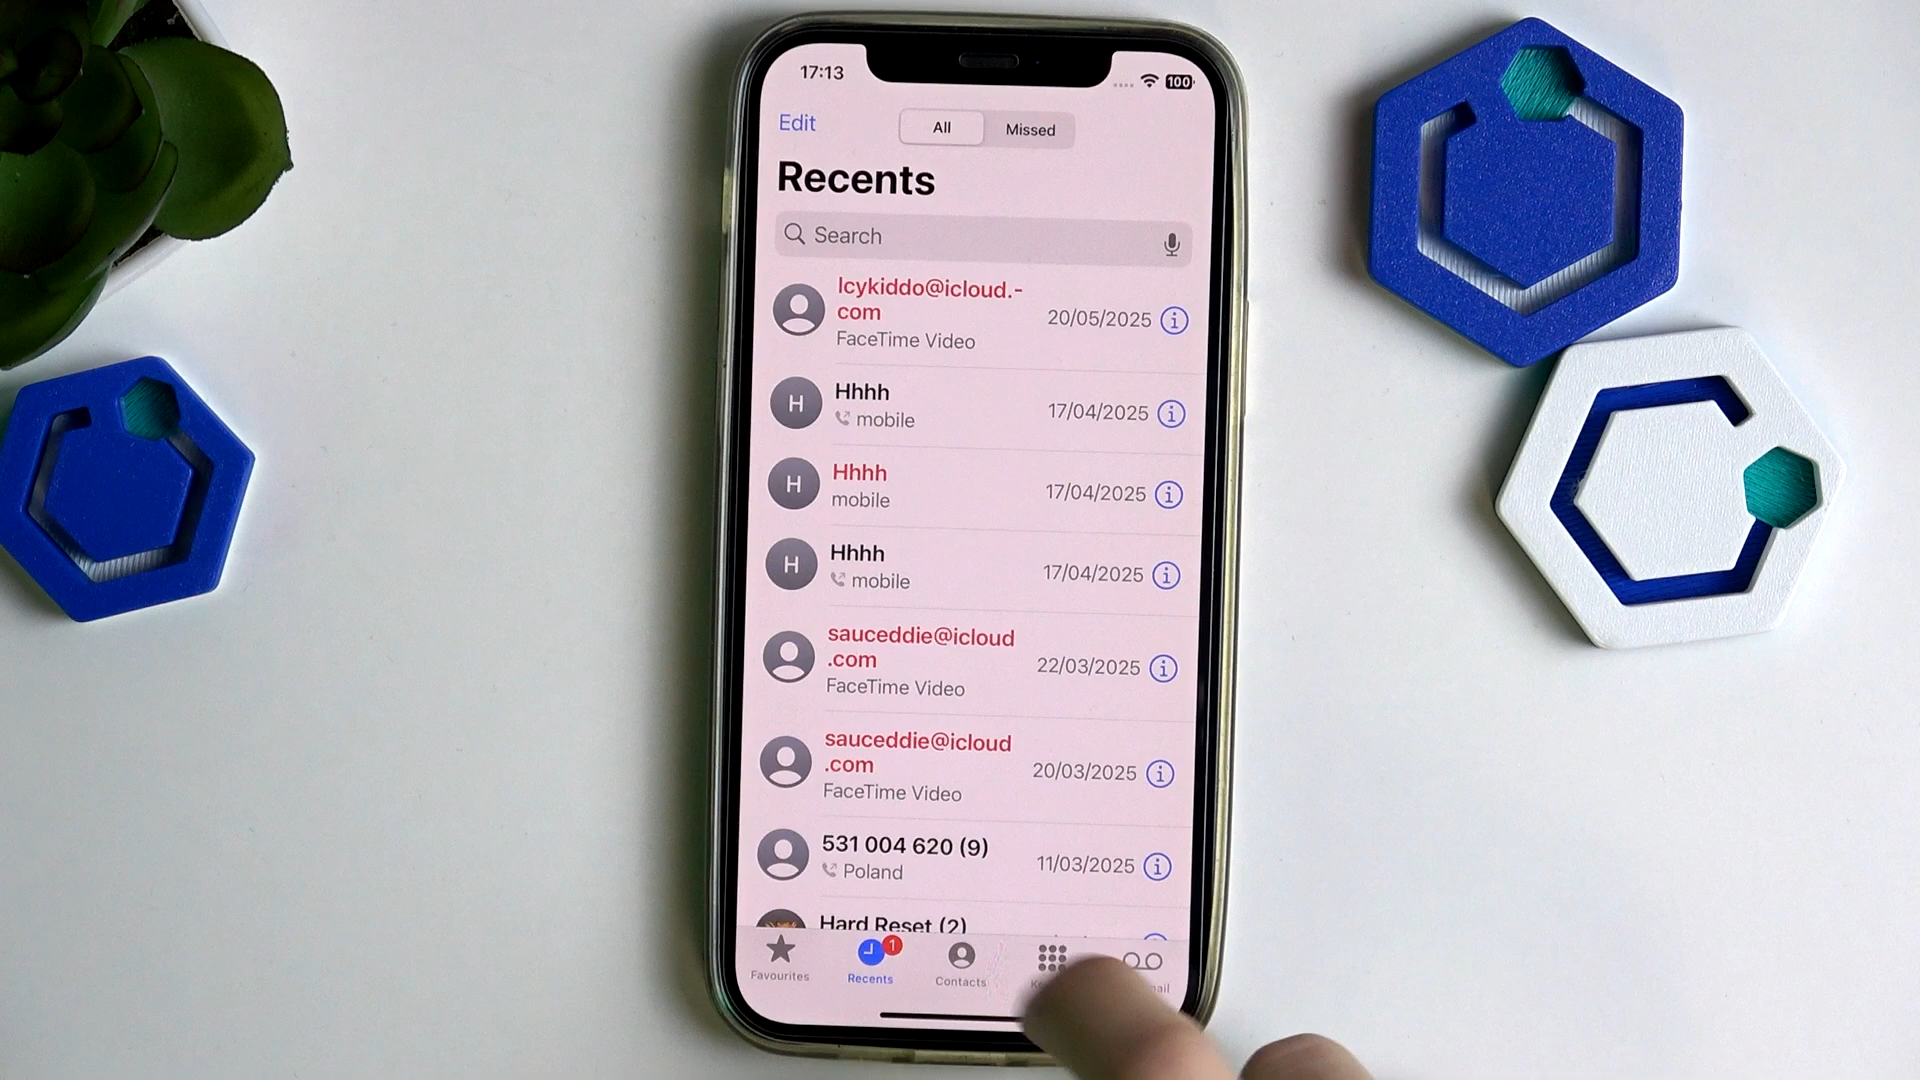 17:13
100
Edit
All
Missed
Recents
Search
Icykiddo@icloud.-
com
20/05/2025
FaceTime Video
Hhhh
17/04/2025
mobile
H
Hhhh
17/04/2025
mobile
H
Hhhh
17/04/2025
mobile
H
sauceddie@icloud
.com
22/03/2025
FaceTime Video
sauceddie@icloud
.com
20/03/2025
FaceTime Video
531 004 620 (9)
11/03/2025
Poland
Hard Reset (2)
1
Favourites
Recents
Contacts